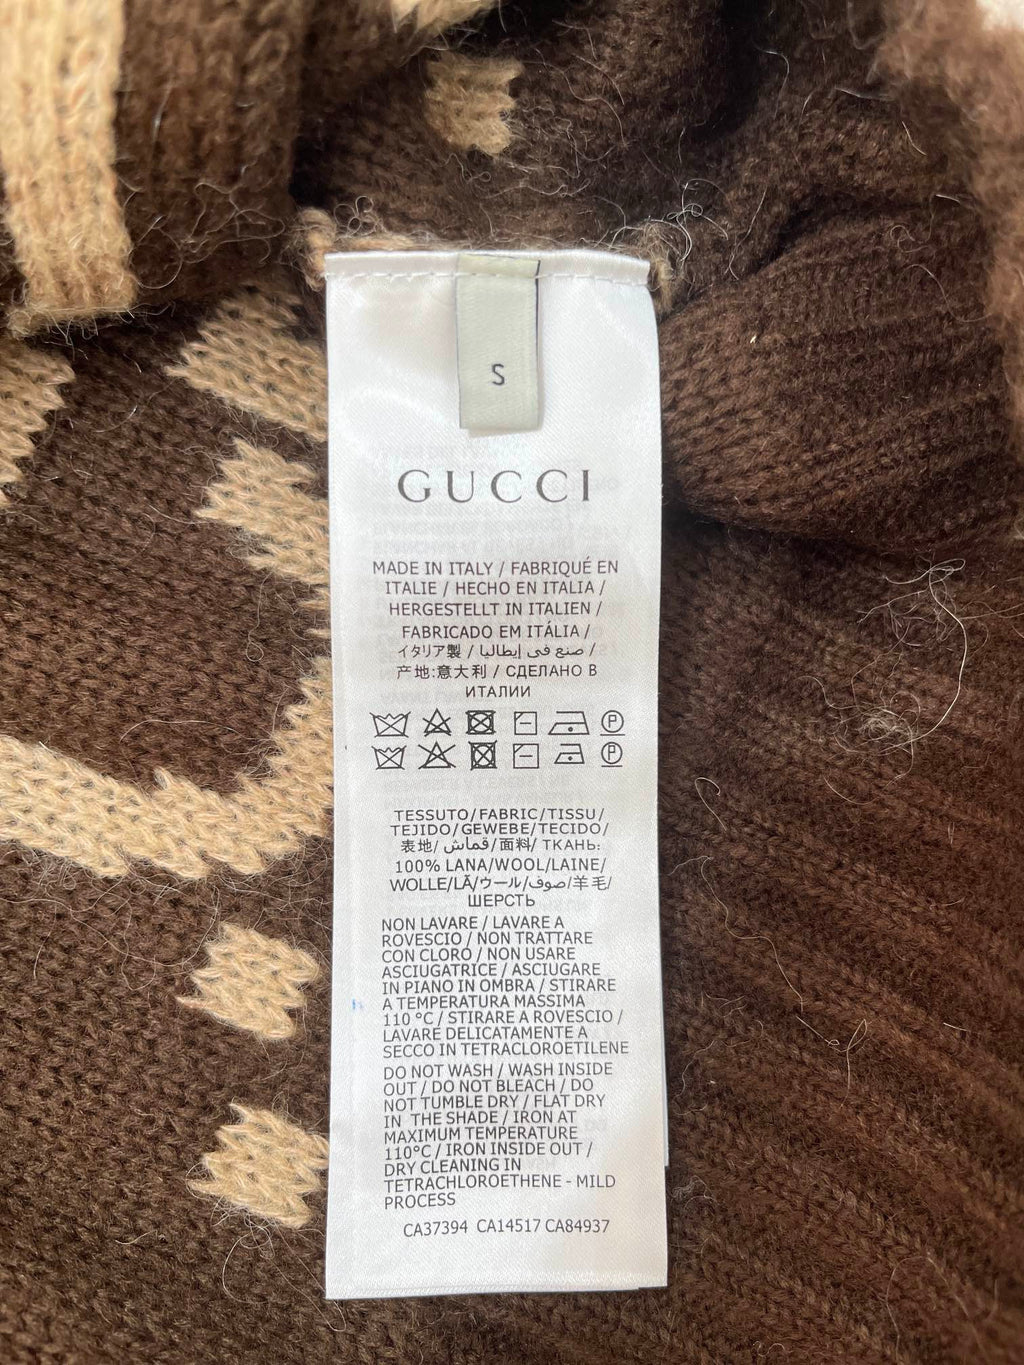 S
GUCCI
MADE IN ITALY / FABRIQUÉ EN
ITALIE / HECHO EN ITALIA /
HERGESTELLT IN ITALIEN /
FABRICADO EM ITÁLIA /
イタリア製 / صنع في إيطاليا /
产地:意大利 / СДЕЛАНО В
ИТАЛИИ
P
P
TESSUTO/FABRIC/TISSU/
TEJIDO/GEWEBE/TECIDO/
表地/ قماش/面料/ ТКАНЬ:
100% LANA/WOOL/LAINE/
WOLLE/LÃ/ウール/صوف/羊毛/
ШЕРСТЬ
NON LAVARE / LAVARE A
ROVESCIO / NON TRATTARE
CON CLORO / NON USARE
ASCIUGATRICE / ASCIUGARE
IN PIANO IN OMBRA / STIRARE
A TEMPERATURA MASSIMA
110 °C / STIRARE A ROVESCIO /
LAVARE DELICATAMENTE A
SECCO IN TETRACLOROETILENE
DO NOT WASH / WASH INSIDE
OUT / DO NOT BLEACH / DO
NOT TUMBLE DRY / FLAT DRY
IN THE SHADE / IRON AT
MAXIMUM TEMPERATURE
110°C / IRON INSIDE OUT /
DRY CLEANING IN
TETRACHLOROETHENE - MILD
PROCESS
CA37394 CA14517 CA84937